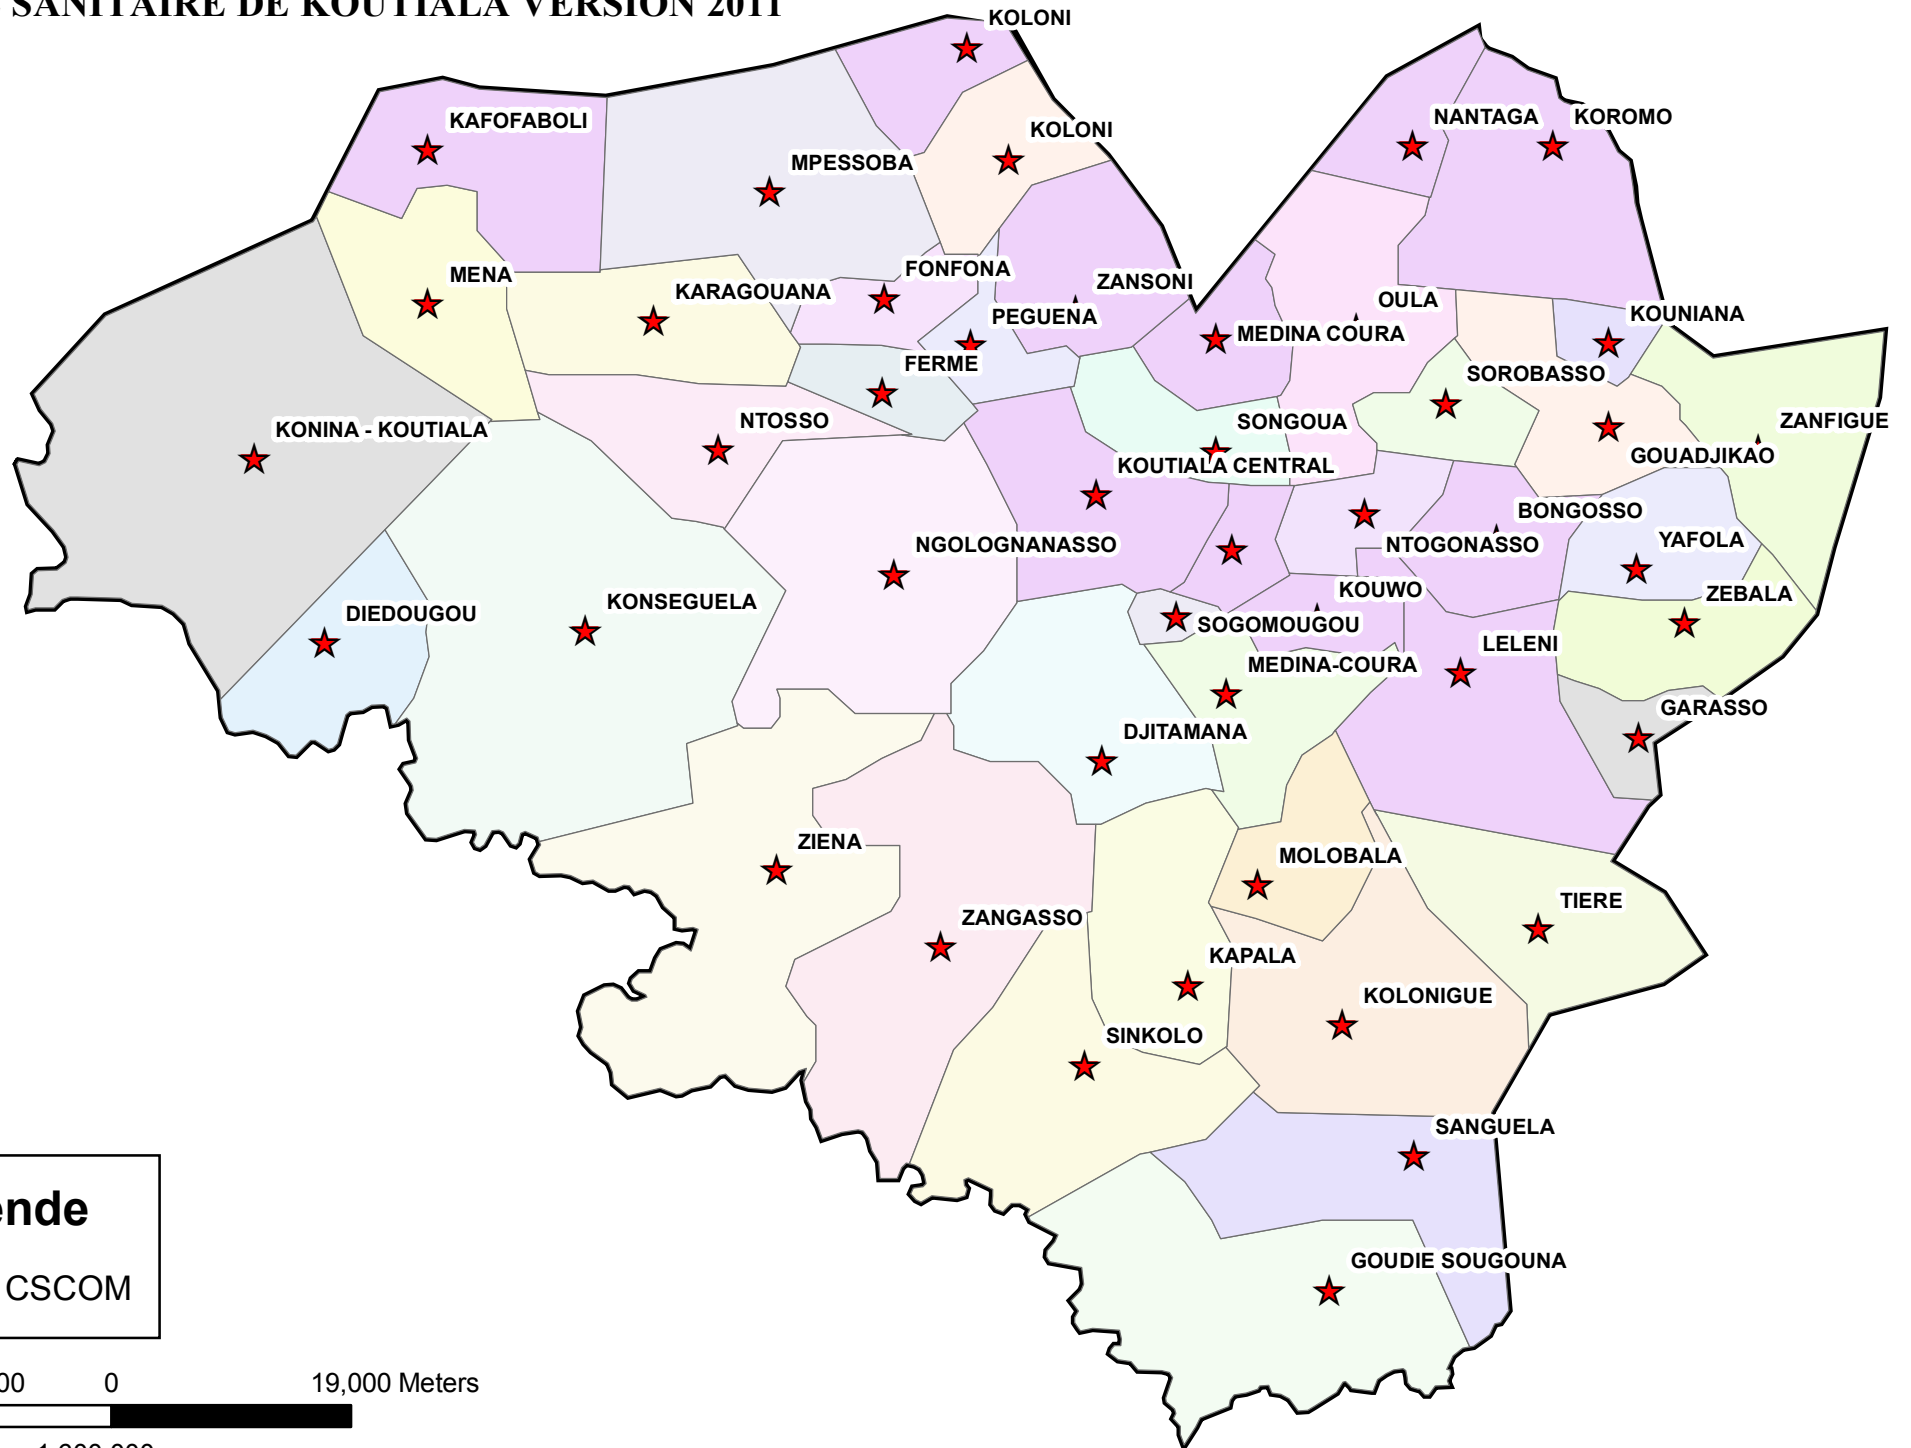 SANITAIRE DE KOUTIALA VERSION 2011
KOLONI
KAFOFABOLI
NANTAGA
KOROMO
KOLONI
MPESSOBA
FONFONA
MENA
ZANSONI
KARAGOUANA
OULA
PEGUENA
KOUNIANA
MEDINA COURA
FERME
SOROBASSO
NTOSSO
SONGOUA
ZANFIGUE
KONINA - KOUTIALA
GOUADJIKAO
KOUTIALA CENTRAL
BONGOSSO
NGOLOGNANASSO
NTOGONASSO
YAFOLA
KOUWO
ZEBALA
KONSEGUELA
DIEDOUGOU
SOGOMOUGOU
LELENI
MEDINA-COURA
GARASSO
DJITAMANA
ZIENA
MOLOBALA
TIERE
ZANGASSO
KAPALA
KOLONIGUE
SINKOLO
SANGUELA
GOUDIE SOUGOUNA
ende
CSCOM
00 0 19,000 Meters